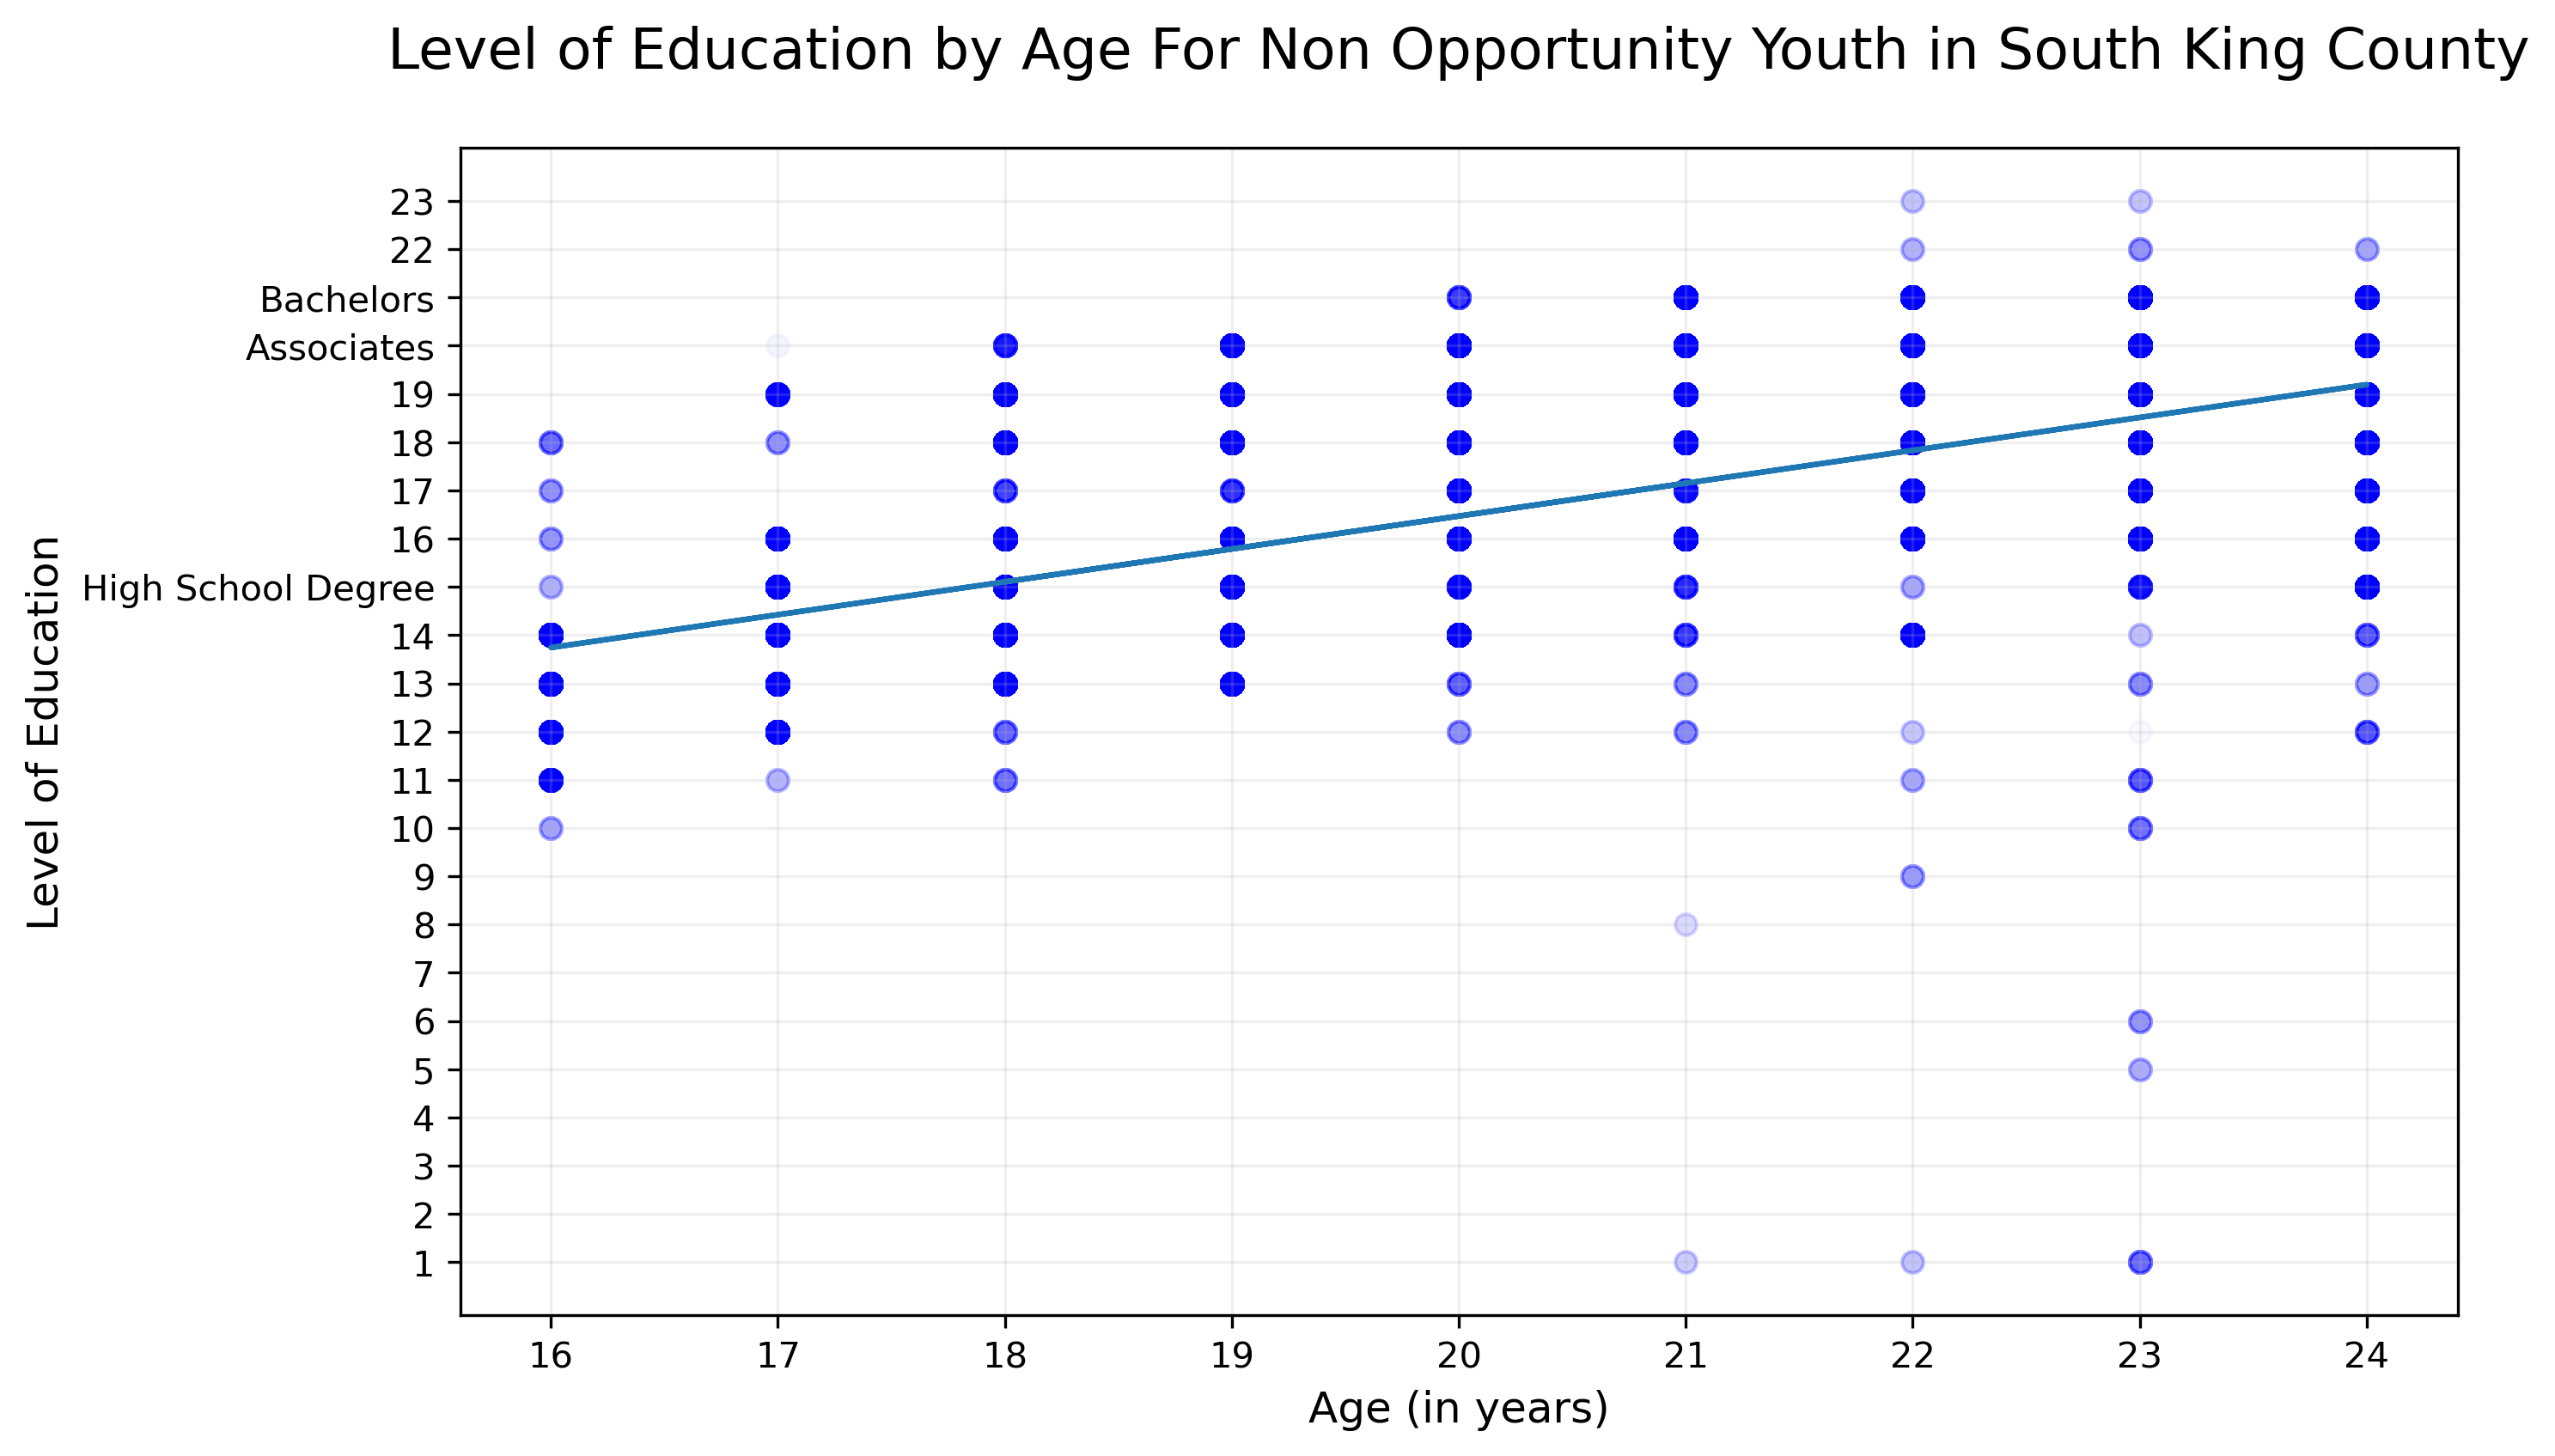 Level of Education by Age For Non Opportunity Youth in South King County
Level of Education
23
22
Bachelors
Associates
19
18
17
16
High School Degree
14
13
12
11
10
9
8
7
6
5
4
3
2
1
16 17 18 19 20 21 22 23 24
Age (in years)